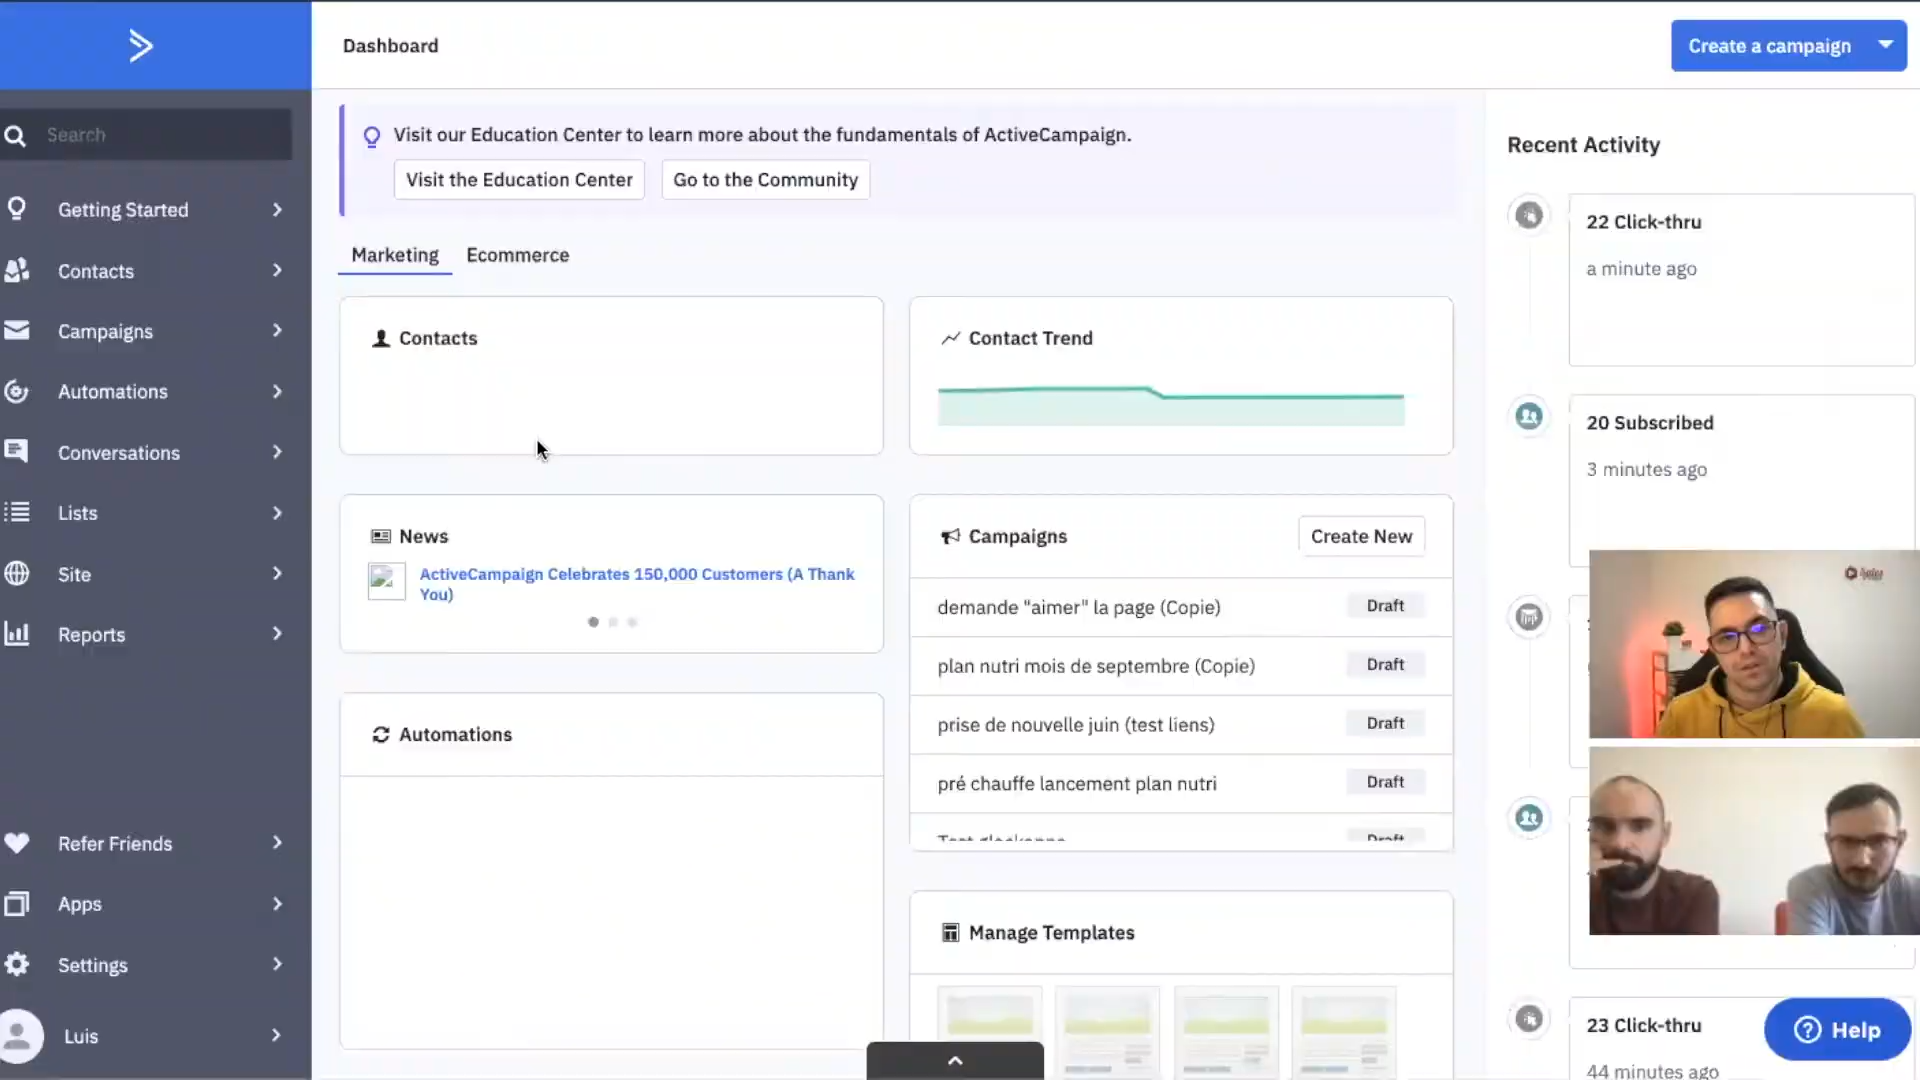 Dashboard
Create a campaign
Search
Getting Started
Contacts
Campaigns
Automations
Conversations
Lists
Site
Reports
Refer Friends
Apps
Settings
Luis
Visit our Education Center to learn more about the fundamentals of ActiveCampaign.
Visit the Education Center
Go to the Community
Marketing
Ecommerce
Contacts
Contact Trend
News
ActiveCampaign Celebrates 150,000 Customers (A Thank
You)
Automations
Campaigns
Create New
demande "aimer" la page (Copie)
Draft
plan nutri mois de septembre (Copie)
Draft
prise de nouvelle juin (test liens)
Draft
pré chauffe lancement plan nutri
Draft
Draft
Manage Templates
Recent Activity
22 Click-thru
a minute ago
20 Subscribed
3 minutes ago
23 Click-thru
44 minutes ago
Help